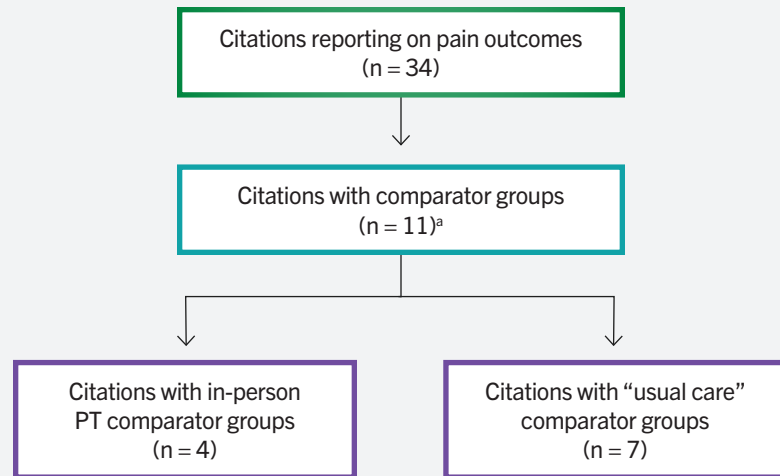 Citations reporting on pain outcomes
(n = 34)
Citations with comparator groups
(n = 11)ᵃ
Citations with in-person
PT comparator groups
(n = 4)
Citations with “usual care”
comparator groups
(n = 7)